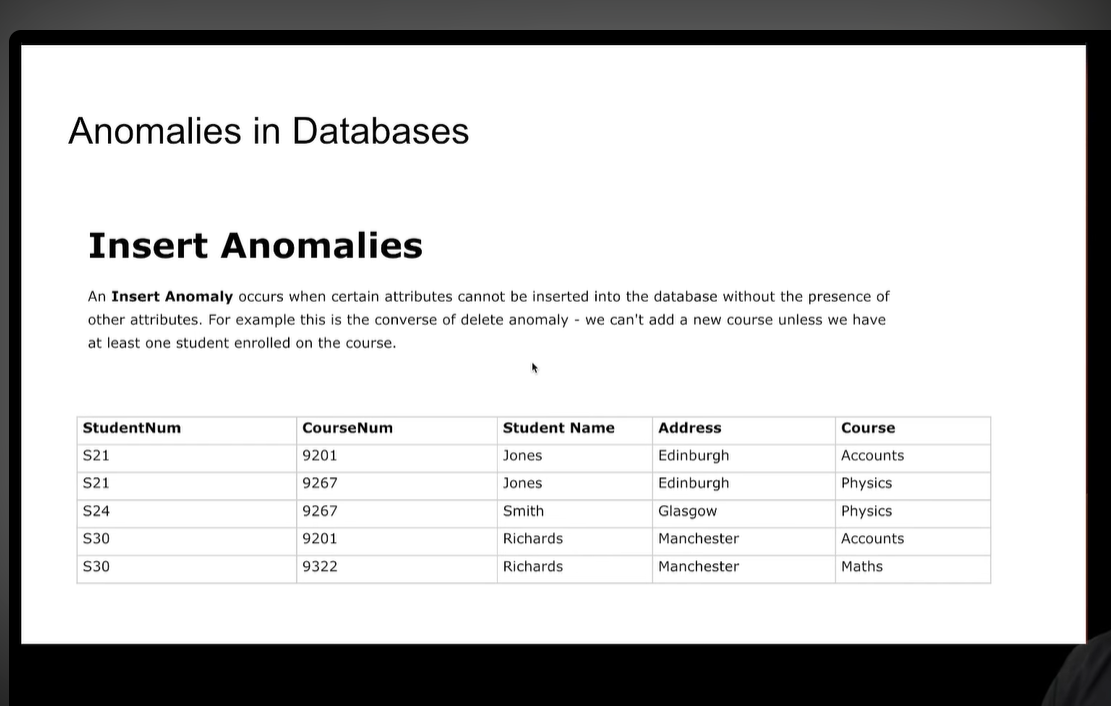 Anomalies in Databases
Insert Anomalies
An Insert Anomaly occurs when certain attributes cannot be inserted into the database without the presence of
other attributes. For example this is the converse of delete anomaly - we can't add a new course unless we have
at least one student enrolled on the course.
StudentNum CourseNum Student Name Address Course
S21 9201 Jones Edinburgh Accounts
S21 9267 Jones Edinburgh Physics
S24 9267 Smith Glasgow Physics
S30 9201 Richards Manchester Accounts
S30 9322 Richards Manchester Maths